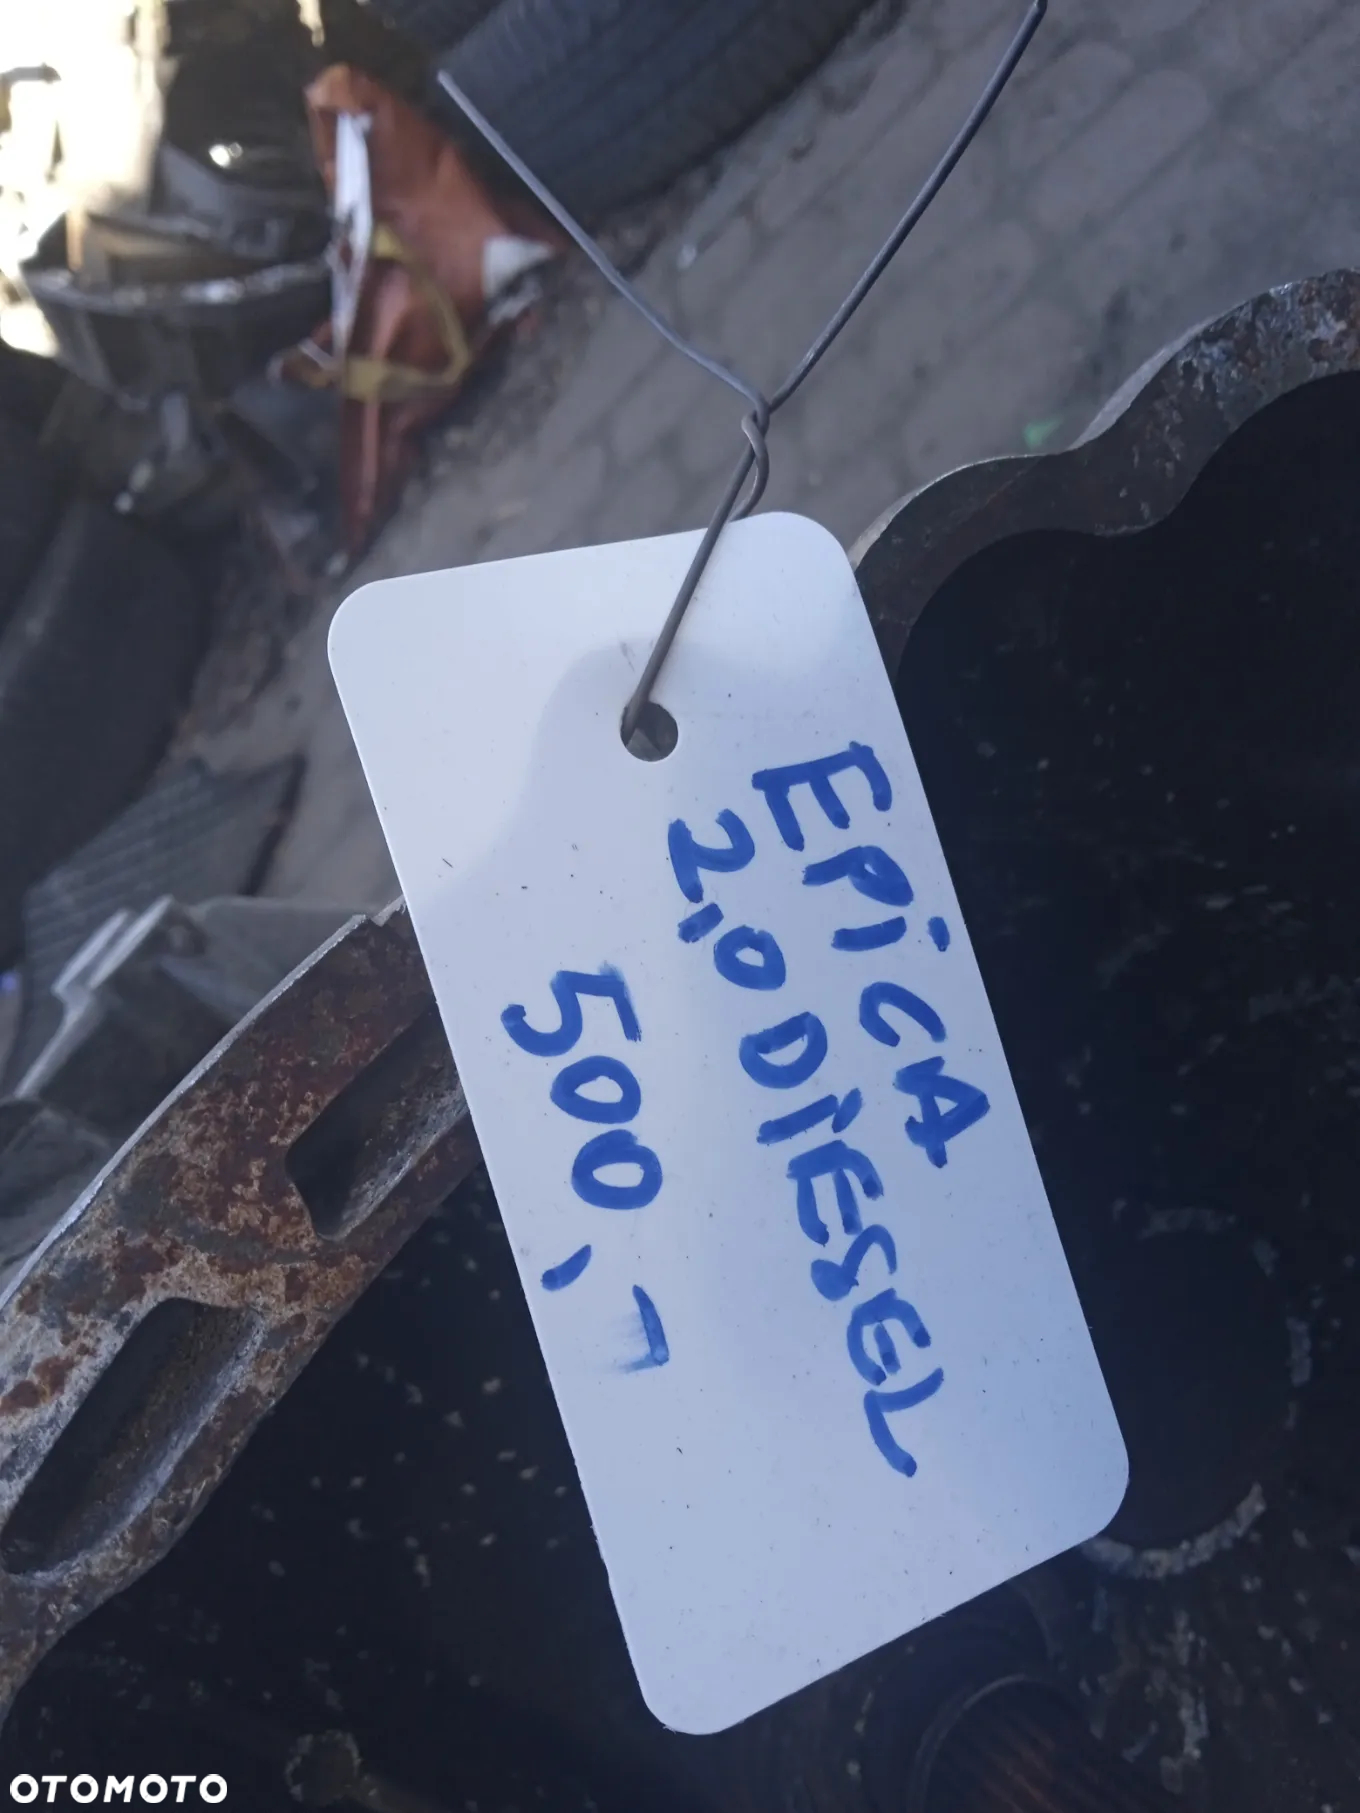 EPiCA
2,0 DiESEL
500,-
OTOMOTO